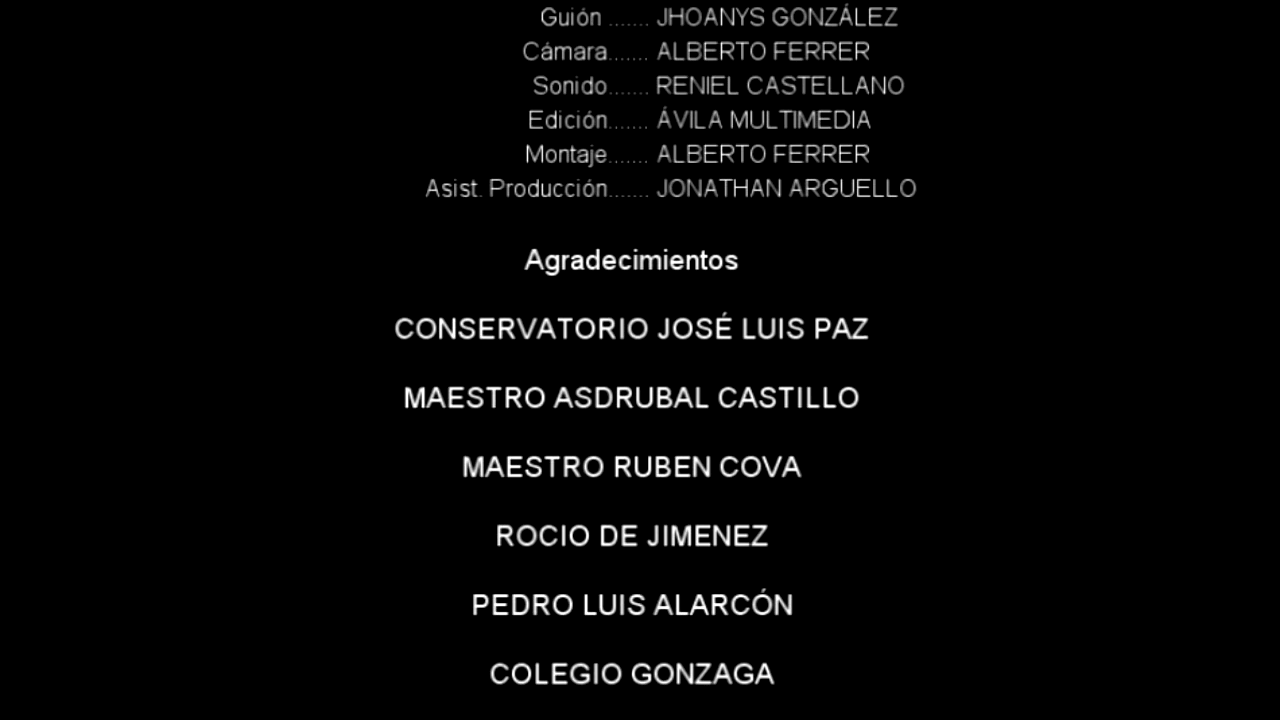 Guión ....... JHOANYS GONZÁLEZ
Cámara....... ALBERTO FERRER
Sonido....... RENIEL CASTELLANO
Edición....... ÁVILA MULTIMEDIA
Montaje....... ALBERTO FERRER
Asist. Producción....... JONATHAN ARGUELLO
Agradecimientos
CONSERVATORIO JOSÉ LUIS PAZ
MAESTRO ASDRUBAL CASTILLO
MAESTRO RUBEN COVA
ROCIO DE JIMENEZ
PEDRO LUIS ALARCÓN
COLEGIO GONZAGA